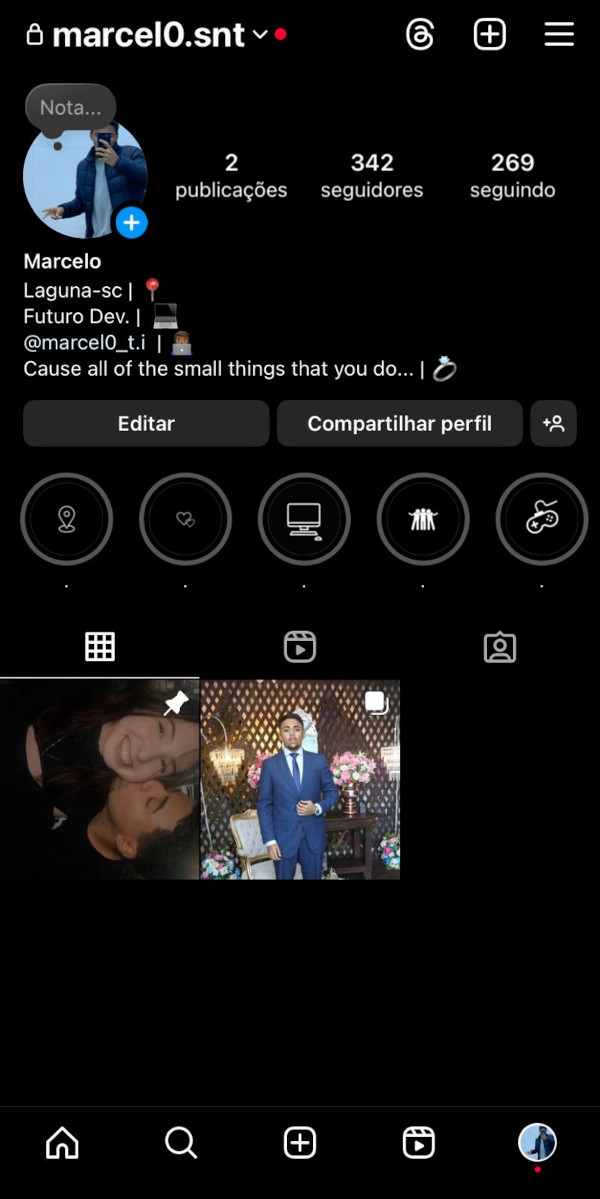 marcel0.snt
Nota...
2 342 269
publicações seguidores seguindo
Marcelo
Laguna-sc | 📍
Futuro Dev. | 💻
@marcel0_t.i | 👨🏾‍💻
Cause all of the small things that you do... | 💍
Editar Compartilhar perfil
. . . . .